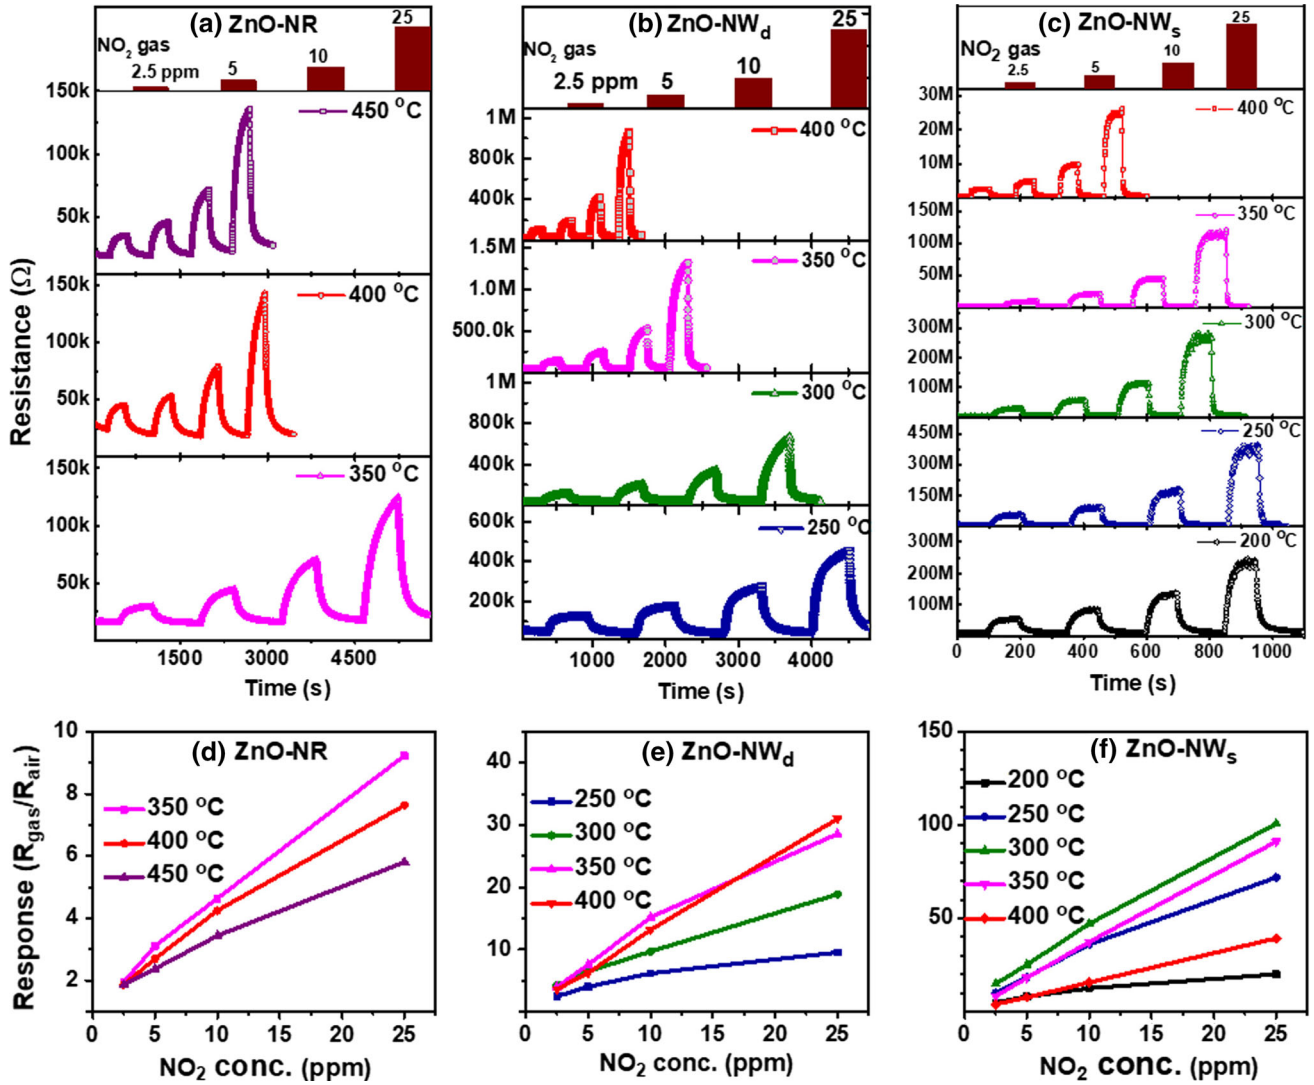 (a) ZnO-NR
NO₂ gas
2.5 ppm
5
10
25
150k
100k
50k
450 °C
150k
100k
50k
400 °C
150k
100k
50k
350 °C
1500
3000
4500
Time (s)
Resistance (Ω)
(b) ZnO-NW_d
NO₂ gas
2.5 ppm
5
10
25
1M
800k
400k
400 °C
1.5M
1.0M
500.0k
350 °C
1M
800k
400k
300 °C
600k
400k
200k
250 °C
1000
2000
3000
4000
Time (s)
(c) ZnO-NW_s
NO₂ gas
2.5
5
10
25
30M
20M
10M
400 °C
150M
100M
50M
350 °C
300M
200M
100M
300 °C
450M
300M
150M
250 °C
300M
200M
100M
200 °C
0
200
400
600
800
1000
Time (s)
(d) ZnO-NR
10
8
6
4
2
350 °C
400 °C
450 °C
0
5
10
15
20
25
NO₂ conc. (ppm)
Response (R_gas/R_air)
(e) ZnO-NW_d
40
30
20
10
250 °C
300 °C
350 °C
400 °C
0
5
10
15
20
25
NO₂ conc. (ppm)
(f) ZnO-NW_s
150
100
50
200 °C
250 °C
300 °C
350 °C
400 °C
0
5
10
15
20
25
NO₂ conc. (ppm)